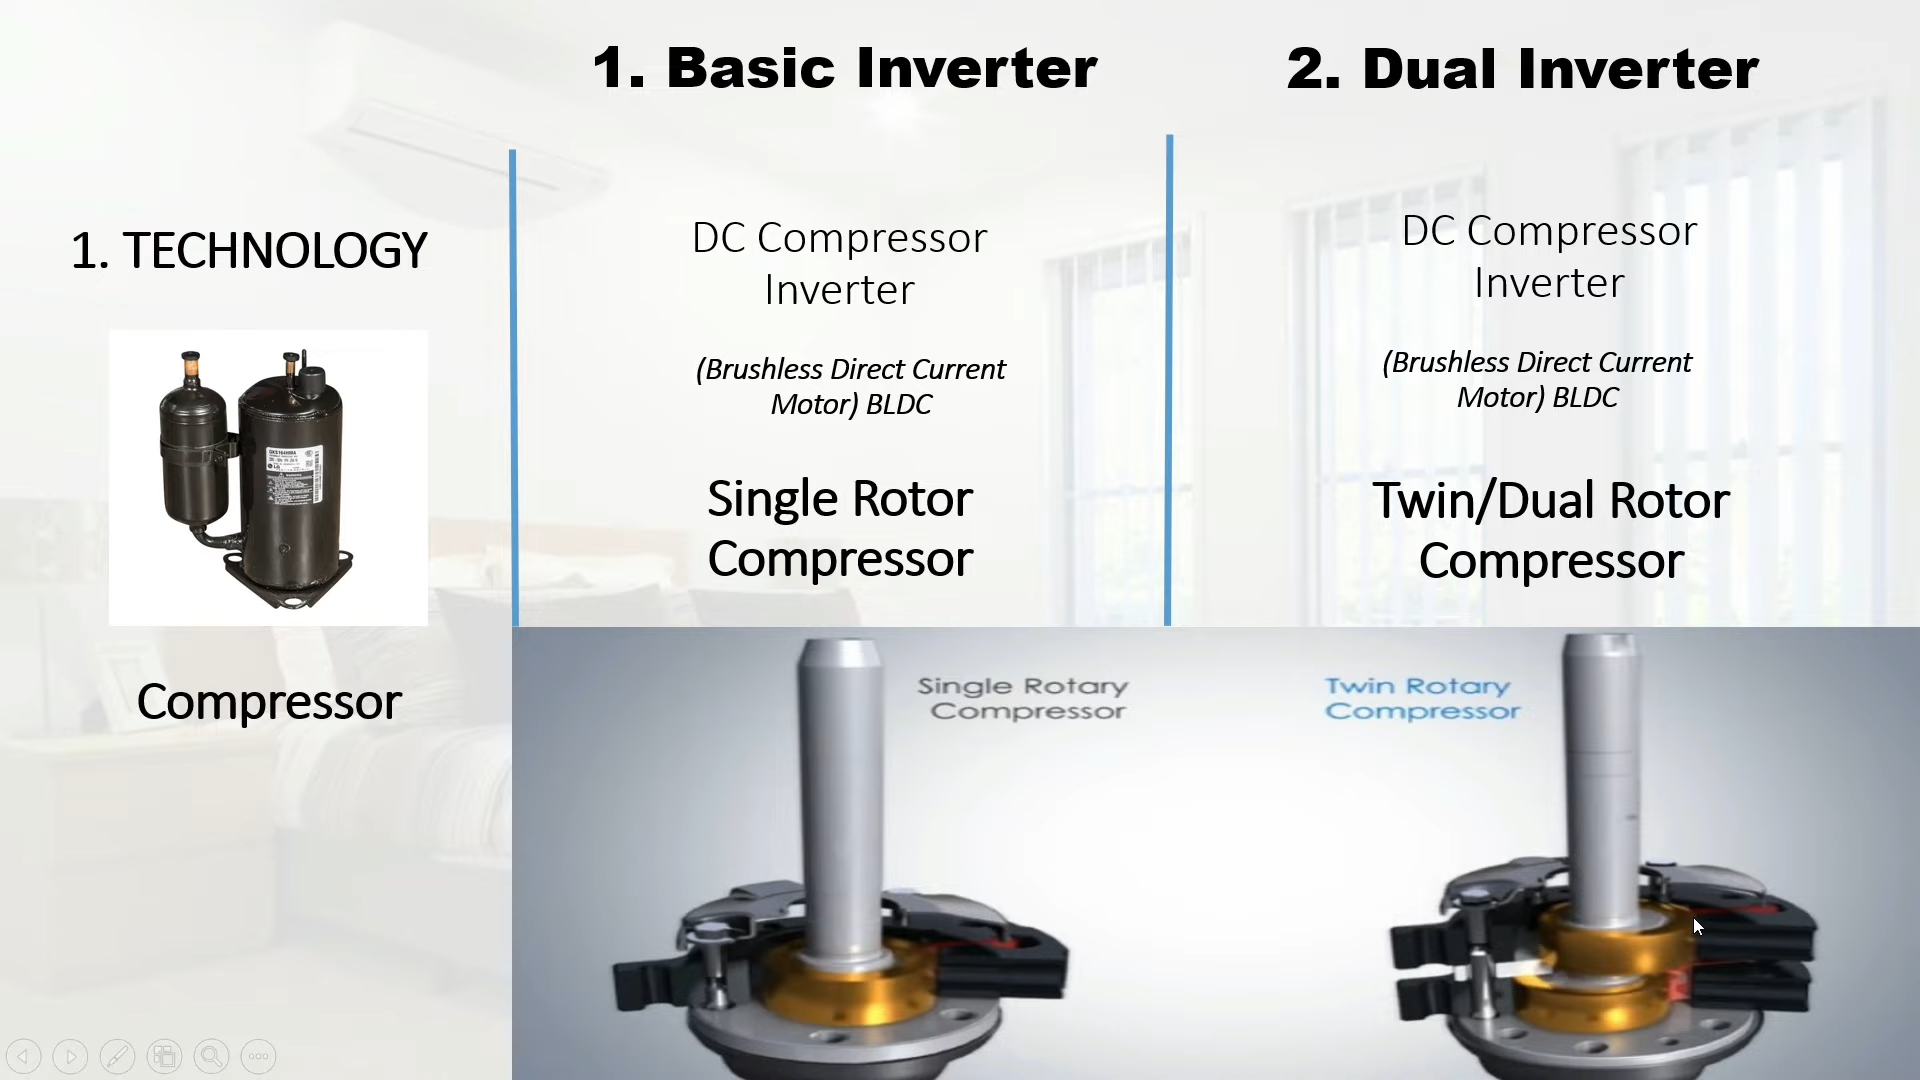 1. Basic Inverter
2. Dual Inverter
1. TECHNOLOGY
Compressor
DC Compressor
Inverter
(Brushless Direct Current
Motor) BLDC
Single Rotor
Compressor
DC Compressor
Inverter
(Brushless Direct Current
Motor) BLDC
Twin/Dual Rotor
Compressor
Single Rotary
Compressor
Twin Rotary
Compressor